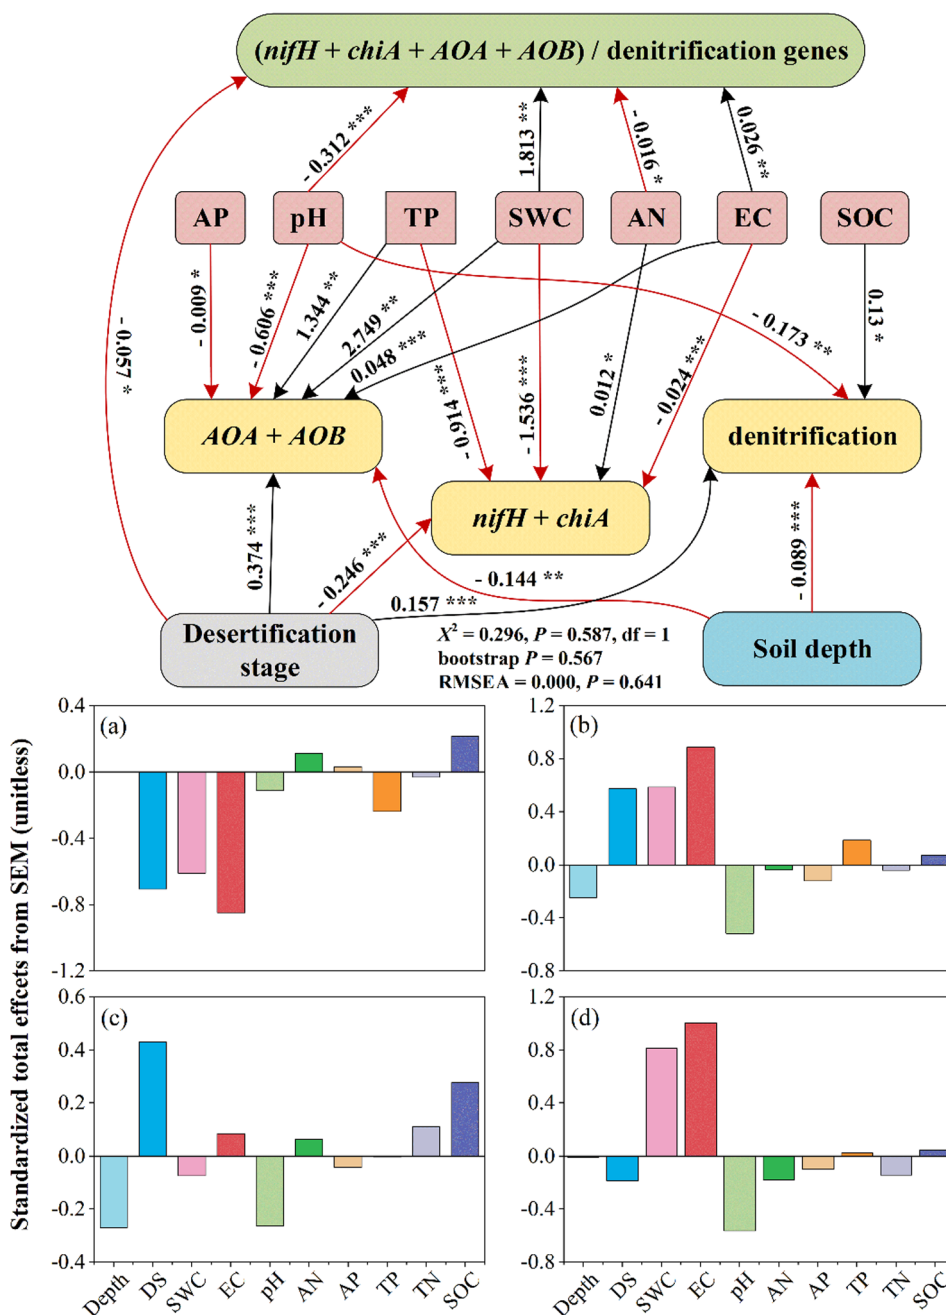 (nifH + chiA + AOA + AOB) / denitrification genes
- 0.312 ***
1.813 **
- 0.016 *
0.026 **
AP
pH
TP
SWC
AN
EC
SOC
- 0.057 *
- 0.009 *
- 0.606 ***
1.344 **
2.749 **
0.048 ***
- 0.914 ***
- 1.536 ***
0.012 *
- 0.024 ***
- 0.173 **
0.13 *
AOA + AOB
denitrification
nifH + chiA
0.374 ***
- 0.246 ***
- 0.144 **
0.157 ***
- 0.089 ***
Desertification
stage
X² = 0.296, P = 0.587, df = 1
bootstrap P = 0.567
RMSEA = 0.000, P = 0.641
Soil depth
Standardized total effcets from SEM (unitless)
(a)
0.4
0.0
-0.4
-0.8
-1.2
(b)
1.2
0.8
0.4
0.0
-0.4
-0.8
(c)
0.6
0.4
0.2
0.0
-0.2
-0.4
Depth DS SWC EC pH AN AP TP TN SOC
(d)
1.2
0.8
0.4
0.0
-0.4
-0.8
Depth DS SWC EC pH AN AP TP TN SOC